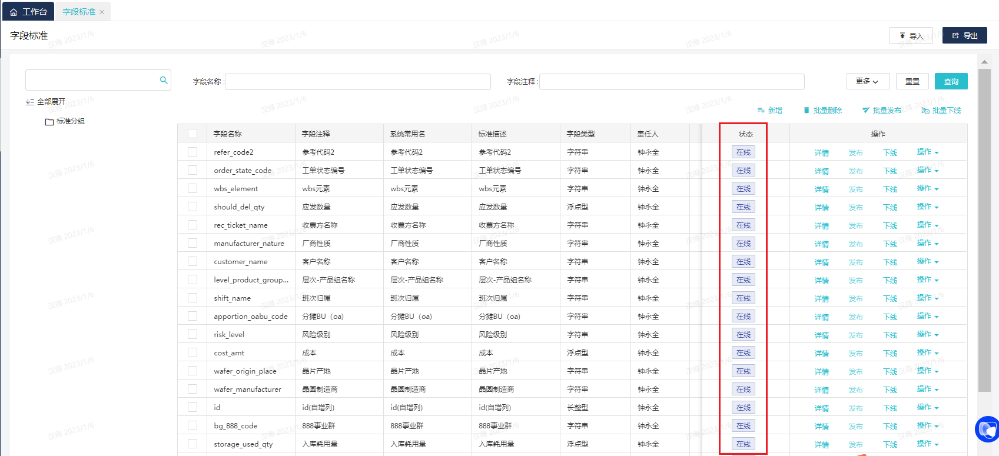 工作台 字段标准 ×
字段标准 导入 导出
字段名称 : 字段注释 : 更多 重置 查询
全部展开
标准分组
新增 批量删除 批量发布 批量下线
字段名称 字段注释 系统常用名 标准描述 字段类型 责任人 状态 操作
refer_code2 参考代码2 参考代码2 参考代码2 字符串 钟永全 在线 详情 发布 下线 操作
order_state_code 工单状态编号 工单状态编号 工单状态编号 字符串 钟永全 在线 详情 发布 下线 操作
wbs_element wbs元素 wbs元素 wbs元素 字符串 钟永全 在线 详情 发布 下线 操作
should_del_qty 应发数量 应发数量 应发数量 浮点型 钟永全 在线 详情 发布 下线 操作
rec_ticket_name 收票方名称 收票方名称 收票方名称 字符串 钟永全 在线 详情 发布 下线 操作
manufacturer_nature 厂商性质 厂商性质 厂商性质 字符串 钟永全 在线 详情 发布 下线 操作
customer_name 客户名称 客户名称 客户名称 字符串 钟永全 在线 详情 发布 下线 操作
level_product_group... 层次-产品组名称 层次-产品组名称 层次-产品组名称 字符串 钟永全 在线 详情 发布 下线 操作
shift_name 班次归属 班次归属 班次归属 字符串 钟永全 在线 详情 发布 下线 操作
apportion_oabu_code 分摊BU（oa) 分摊BU（oa) 分摊BU（oa) 字符串 钟永全 在线 详情 发布 下线 操作
risk_level 风险级别 风险级别 风险级别 字符串 钟永全 在线 详情 发布 下线 操作
cost_amt 成本 成本 成本 浮点型 钟永全 在线 详情 发布 下线 操作
wafer_origin_place 晶片产地 晶片产地 晶片产地 字符串 钟永全 在线 详情 发布 下线 操作
wafer_manufacturer 晶圆制造商 晶圆制造商 晶圆制造商 字符串 钟永全 在线 详情 发布 下线 操作
id id(自增列) id(自增列) id(自增列) 长整型 钟永全 在线 详情 发布 下线 操作
bg_888_code 888事业群 888事业群 888事业群 字符串 钟永全 在线 详情 发布 下线 操作
storage_used_qty 入库耗用量 入库耗用量 入库耗用量 浮点型 钟永全 在线 详情 发布 下线 操作
汉得 2023/1/6